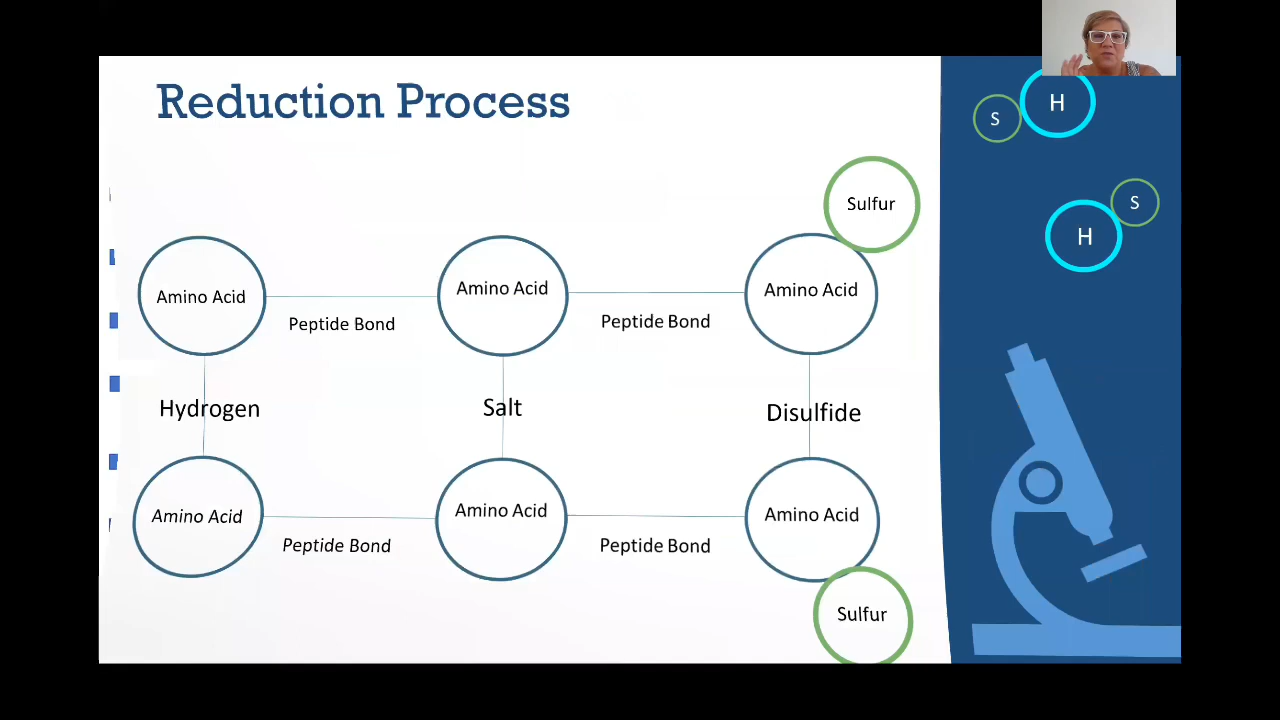 Reduction Process
H
S
S
H
Sulfur
Amino Acid
Amino Acid
Amino Acid
Peptide Bond
Peptide Bond
Hydrogen
Salt
Disulfide
Amino Acid
Amino Acid
Amino Acid
Peptide Bond
Peptide Bond
Sulfur